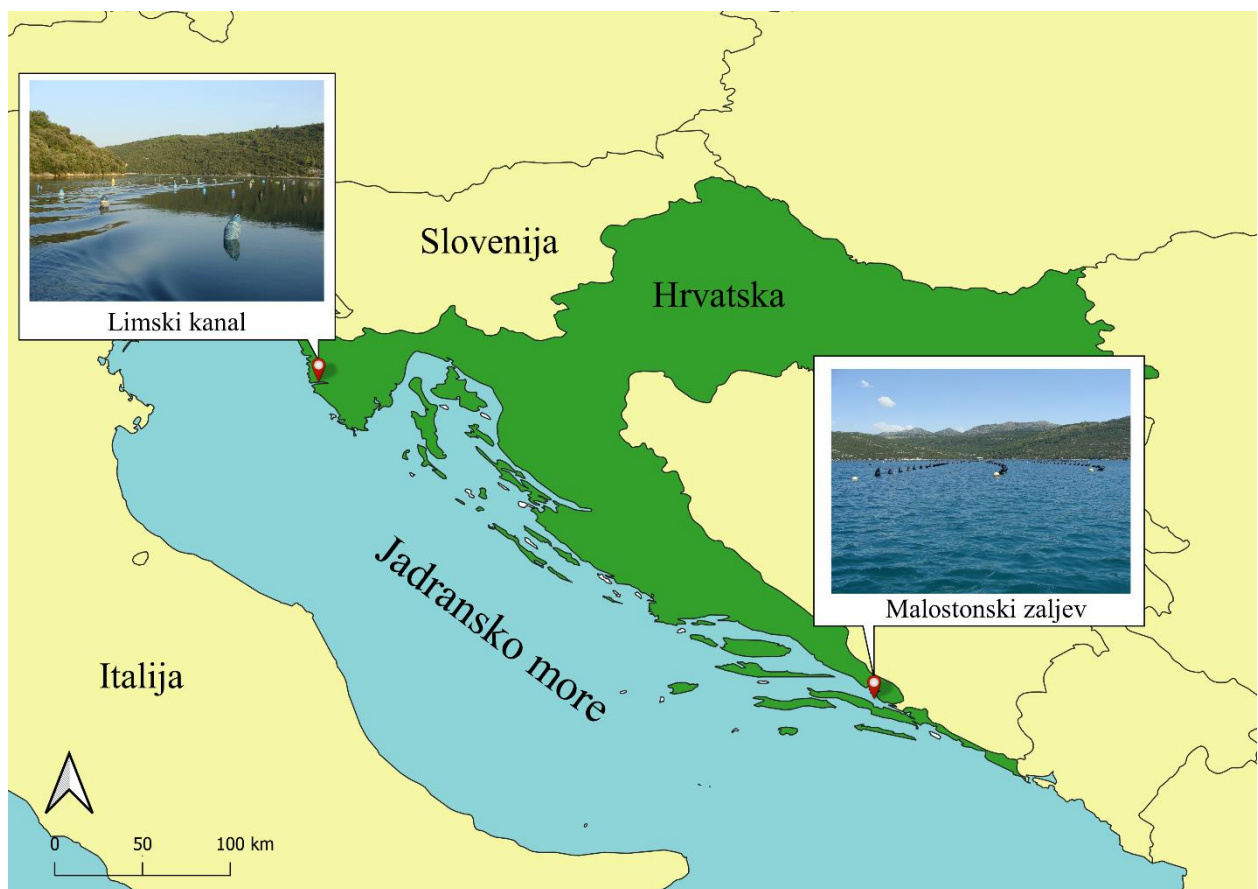 Slovenija
Hrvatska
Limski kanal
Malostonski zaljev
Jadransko more
Italija
0 50 100 km